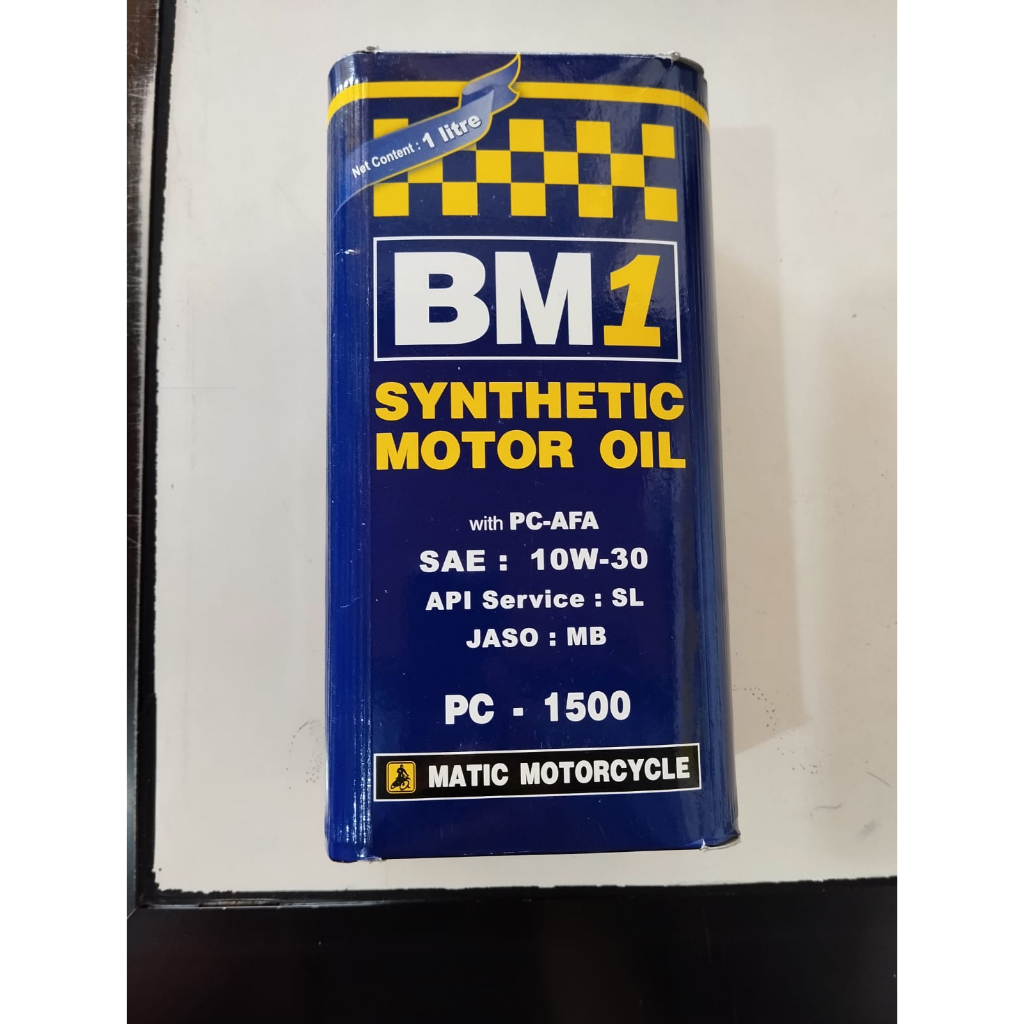 Net Content : 1 litre
BM1
SYNTHETIC
MOTOR OIL
with PC-AFA
SAE : 10W-30
API Service : SL
JASO : MB
PC - 1500
MATIC MOTORCYCLE